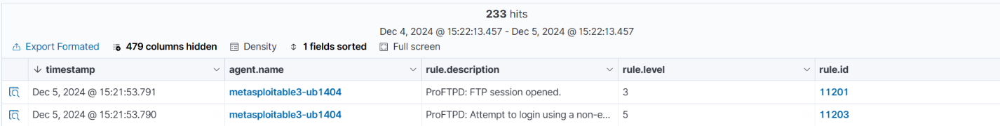 233 hits
Dec 4, 2024 @ 15:22:13.457 - Dec 5, 2024 @ 15:22:13.457
Export Formated 479 columns hidden Density 1 fields sorted Full screen
timestamp agent.name rule.description rule.level rule.id
Dec 5, 2024 @ 15:21:53.791 metasploitable3-ub1404 ProFTPD: FTP session opened. 3 11201
Dec 5, 2024 @ 15:21:53.790 metasploitable3-ub1404 ProFTPD: Attempt to login using a non-e... 5 11203